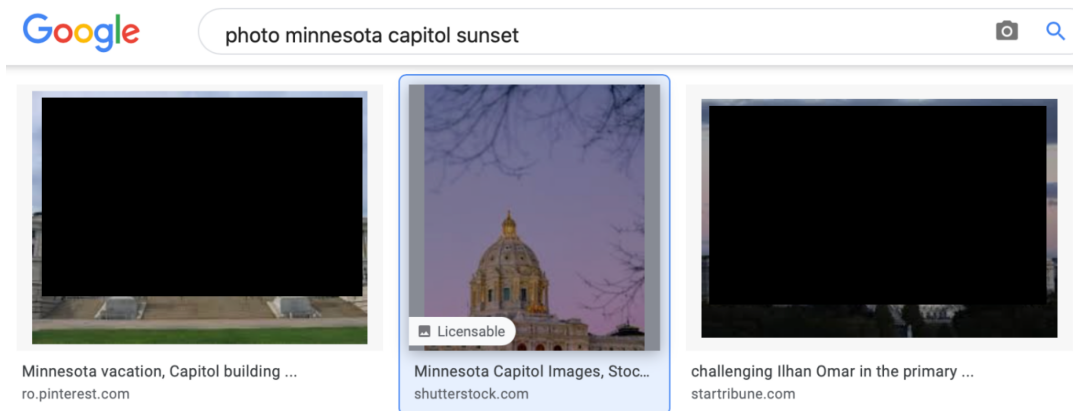 Google
photo minnesota capitol sunset
Licensable
Minnesota vacation, Capitol building ...
ro.pinterest.com
Minnesota Capitol Images, Stoc...
shutterstock.com
challenging Ilhan Omar in the primary ...
startribune.com